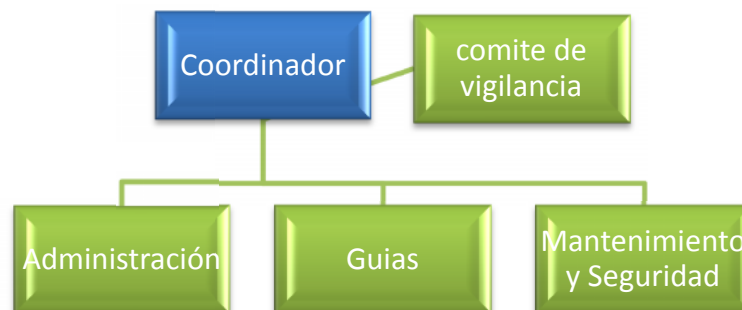 Coordinador
comite de
vigilancia
Administración
Guias
Mantenimiento
y Seguridad